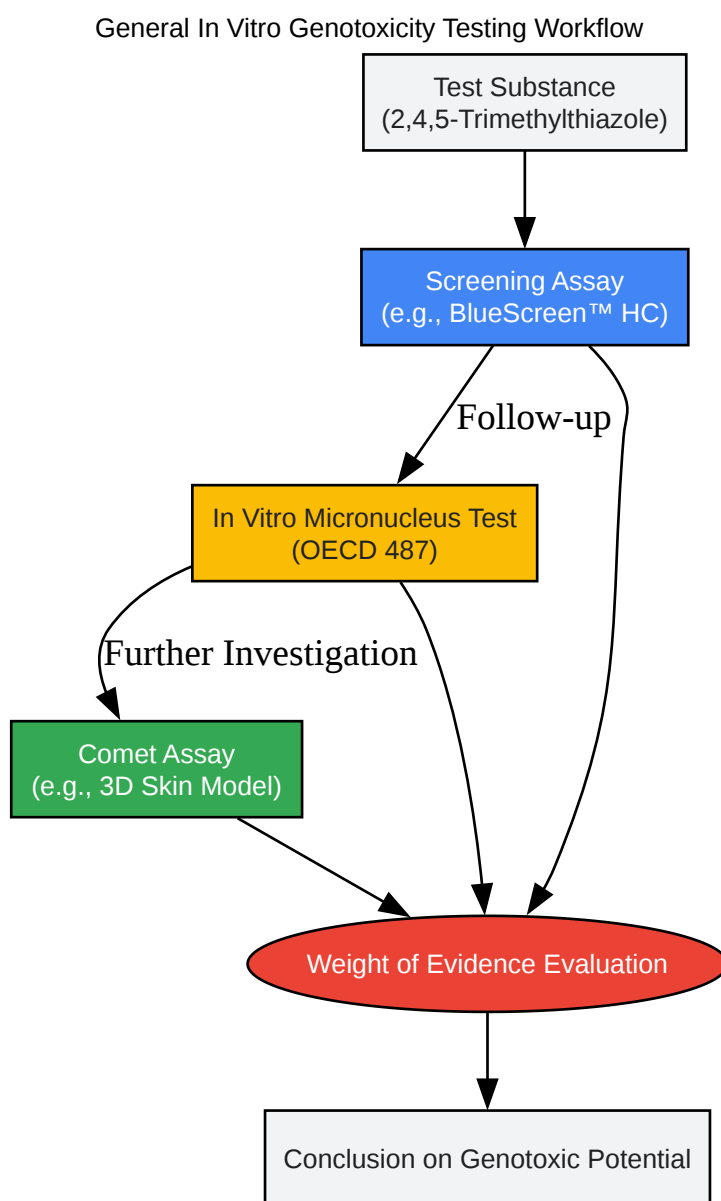 General In Vitro Genotoxicity Testing Workflow
Test Substance
(2,4,5-Trimethylthiazole)
Screening Assay
(e.g., BlueScreen™ HC)
Follow-up
In Vitro Micronucleus Test
(OECD 487)
Further Investigation
Comet Assay
(e.g., 3D Skin Model)
Weight of Evidence Evaluation
Conclusion on Genotoxic Potential